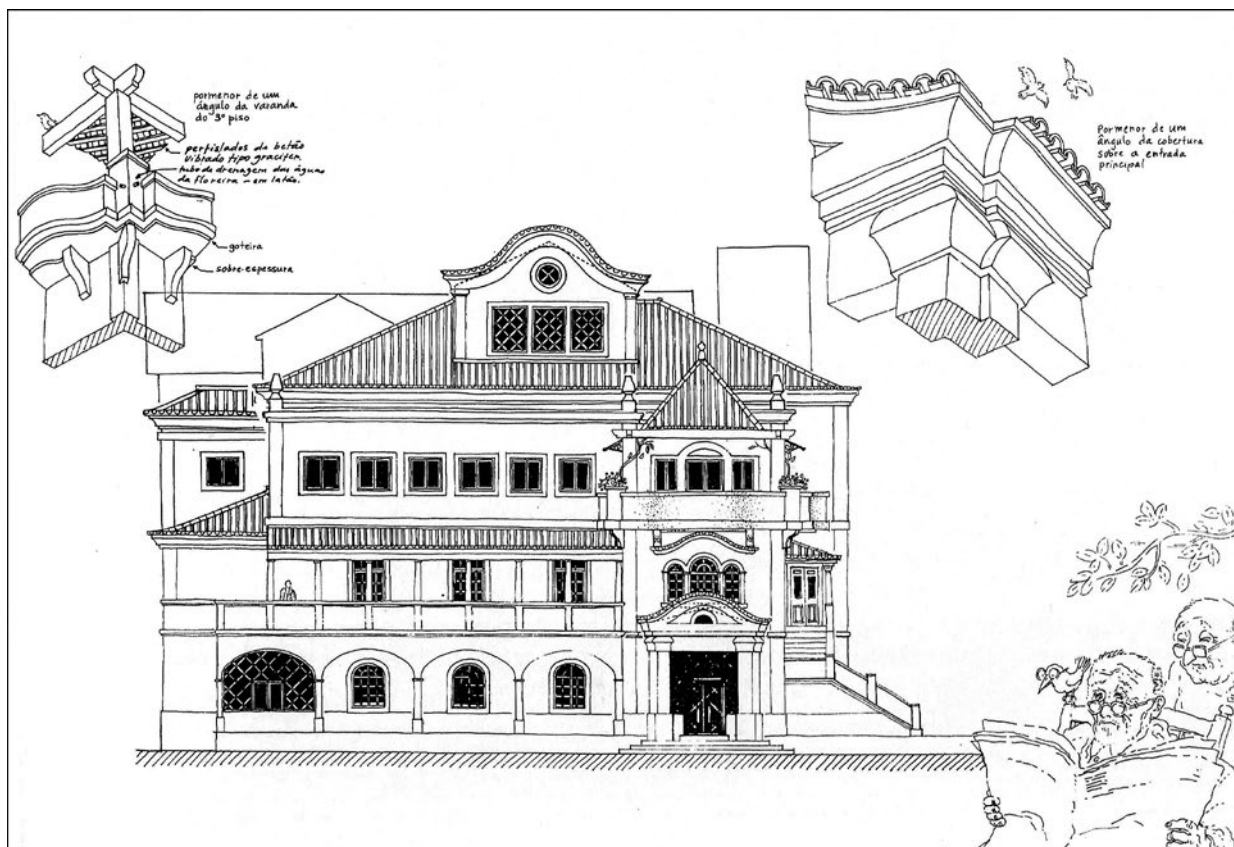 pormenor de um
ângulo da varanda
do 3º piso
perfilados de betão
vibrado tipo graciter
tubo de drenagem das águas
da floreira - em latão.
goteira
sobre-espessura
Pormenor de um
ângulo da cobertura
sobre a entrada
principal